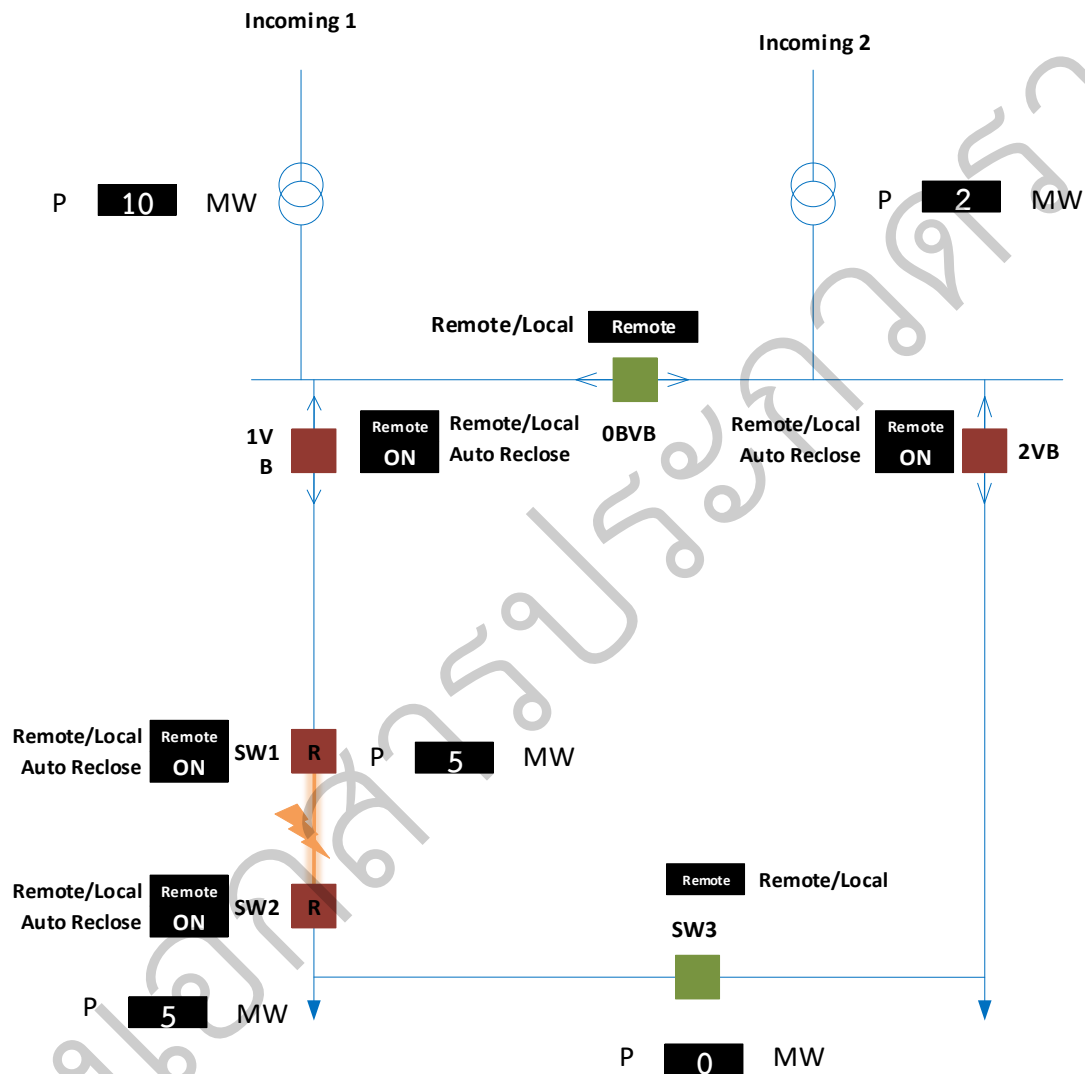 Incoming 1
Incoming 2
P 10 MW
P 2 MW
Remote/Local Remote
1V
B
Remote
ON
Remote/Local
Auto Reclose
0BVB
Remote/Local
Auto Reclose
Remote
ON
2VB
Remote/Local
Auto Reclose
Remote
ON
SW1
R
P 5 MW
Remote/Local
Auto Reclose
Remote
ON
SW2
R
Remote Remote/Local
SW3
P 5 MW
P 0 MW